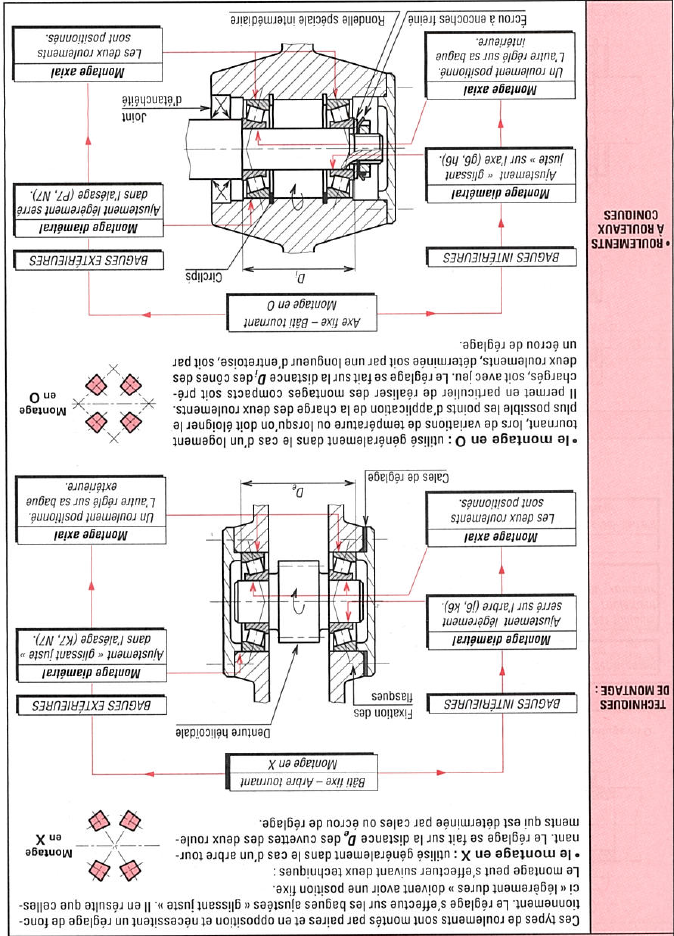 TECHNIQUES
DE MONTAGE :
• ROULEMENTS
À ROULEAUX
CONIQUES
Ces types de roulements sont montés par paires et en opposition et nécessitent un réglage de fonc-
tionnement. Le réglage s'effectue sur les bagues ajustées « glissant juste ». Il en résulte que celles-
ci « légèrement dures » doivent avoir une position fixe.
Le montage peut s'effectuer suivant deux techniques :
• le montage en X : utilisé généralement dans le cas d'un arbre tour-
nant. Le réglage se fait sur la distance De des cuvettes des deux roule-
ments qui est déterminée par cales ou écrou de réglage.
Montage
en X
Bâti fixe – Arbre tournant
Montage en X
BAGUES INTÉRIEURES
BAGUES EXTÉRIEURES
Fixation des
flasques
Denture hélicoïdale
Montage diamétral
Ajustement légèrement
serré sur l'arbre (j6, k6).
Montage diamétral
Ajustement « glissant juste »
dans l'alésage (K7, N7).
Montage axial
Les deux roulements
sont positionnés.
Montage axial
Un roulement positionné.
L'autre réglé sur sa bague
extérieure.
De
Cales de réglage
• le montage en O : utilisé généralement dans le cas d'un logement
tournant, lors de variations de température ou lorsqu'on doit éloigner le
plus possible les points d'application de la charge des deux roulements.
Il permet en particulier de réaliser des montages compacts soit pré-
chargés, soit avec jeu. Le réglage se fait sur la distance Di des cônes des
deux roulements, déterminée soit par une longueur d'entretoise, soit par
un écrou de réglage.
Montage
en O
Axe fixe – Bâti tournant
Montage en O
BAGUES INTÉRIEURES
BAGUES EXTÉRIEURES
Di
Circlips
Montage diamétral
Ajustement « glissant
juste » sur l'axe (h6, g6).
Montage diamétral
Ajustement légèrement serré
dans l'alésage (P7, N7).
Joint
d'étanchéité
Montage axial
Un roulement positionné.
L'autre réglé sur sa bague
intérieure.
Montage axial
Les deux roulements
sont positionnés.
Écrou à encoches freiné
Rondelle spéciale intermédiaire